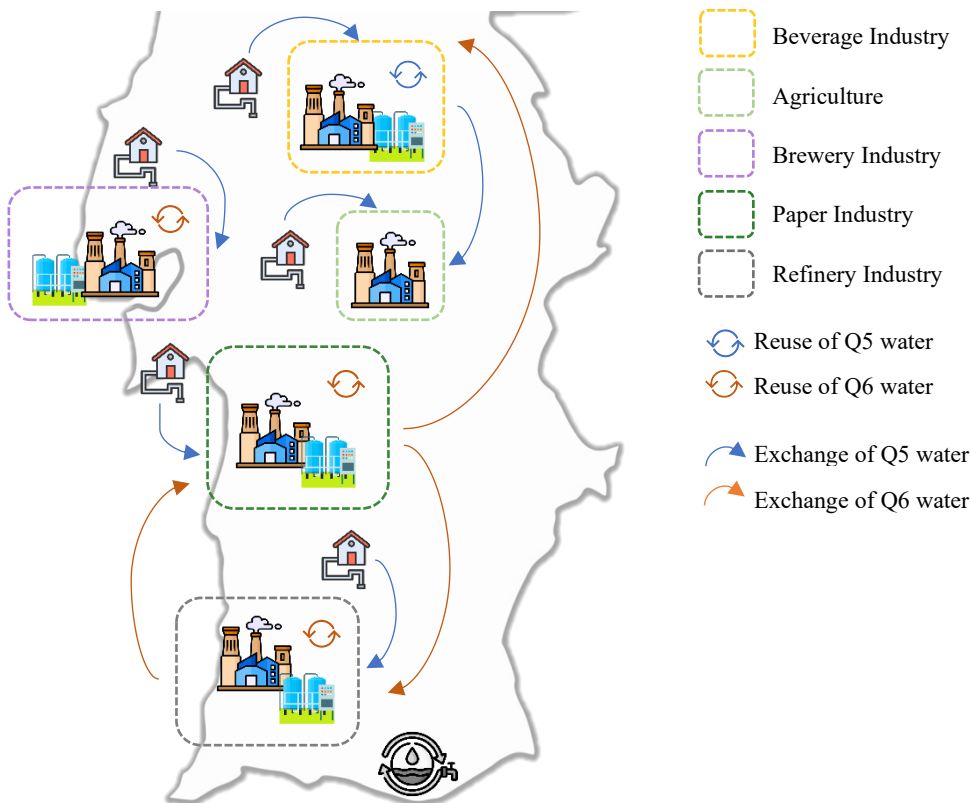 Beverage Industry
Agriculture
Brewery Industry
Paper Industry
Refinery Industry
Reuse of Q5 water
Reuse of Q6 water
Exchange of Q5 water
Exchange of Q6 water